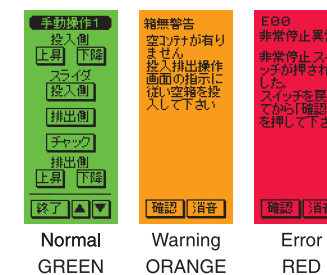 手動操作1
投入側
上昇 下降
スライダ
投入側
排出側
チャック
排出側
上昇 下降
終了 ▲ ▼
Normal
GREEN
箱無警告
空コンテナが有り
ません
投入排出操作
画面の指示に
従い空箱を投
入して下さい
確認 消音
Warning
ORANGE
E00
非常停止異
非常停止ス
ッチが押され
した。
スイッチを戻
てから「確認
を押して下さ
確認 消音
Error
RED